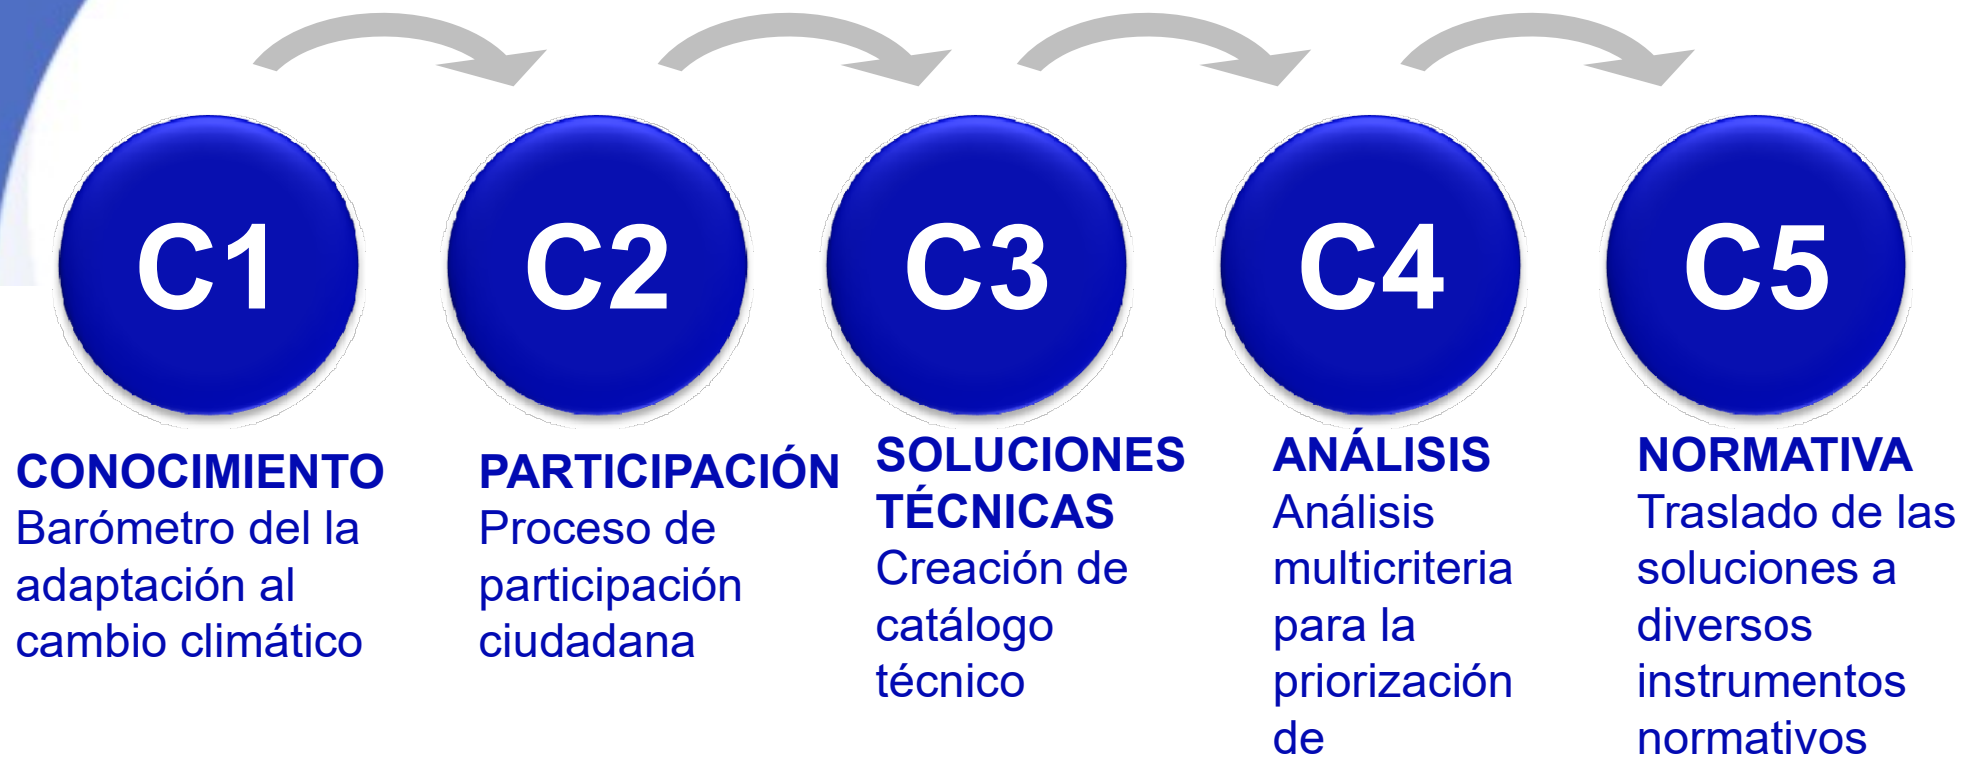 C1
CONOCIMIENTO
Barómetro del la
adaptación al
cambio climático
C2
PARTICIPACIÓN
Proceso de
participación
ciudadana
C3
SOLUCIONES
TÉCNICAS
Creación de
catálogo
técnico
C4
ANÁLISIS
Análisis
multicriteria
para la
priorización
de
C5
NORMATIVA
Traslado de las
soluciones a
diversos
instrumentos
normativos